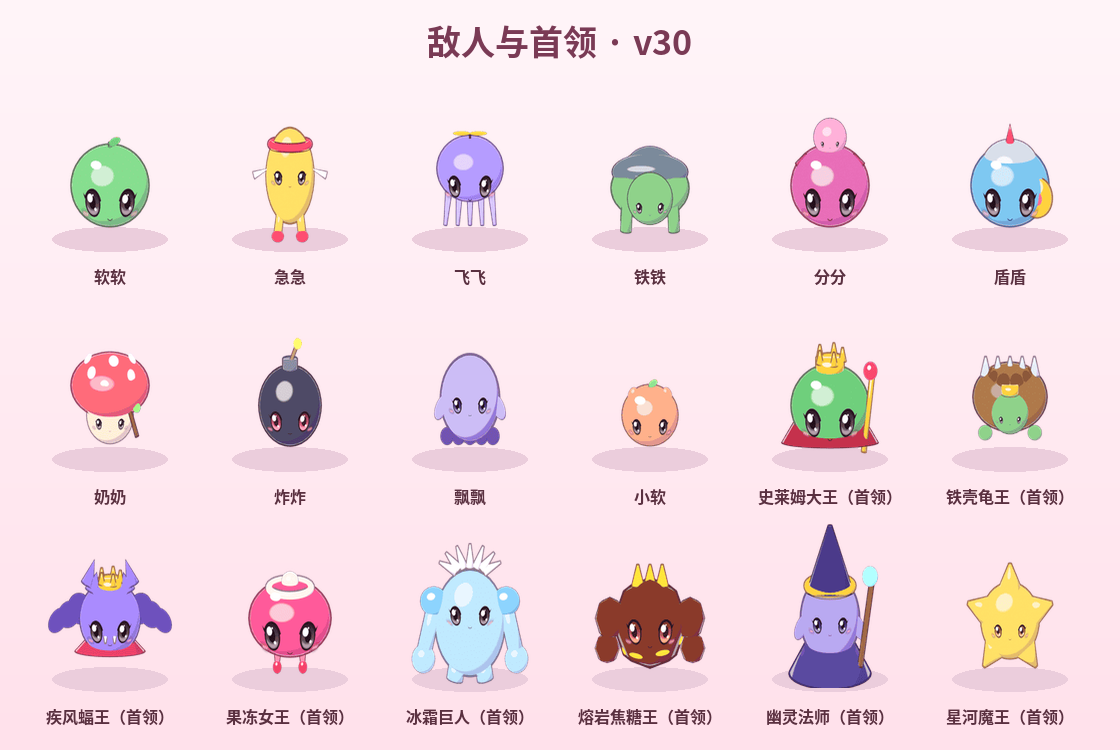 敌人与首领 · v30
软软 急急 飞飞 铁铁 分分 盾盾
奶奶 炸炸 飘飘 小软 史莱姆大王（首领） 铁壳龟王（首领）
疾风蝠王（首领） 果冻女王（首领） 冰霜巨人（首领） 熔岩焦糖王（首领） 幽灵法师（首领） 星河魔王（首领）